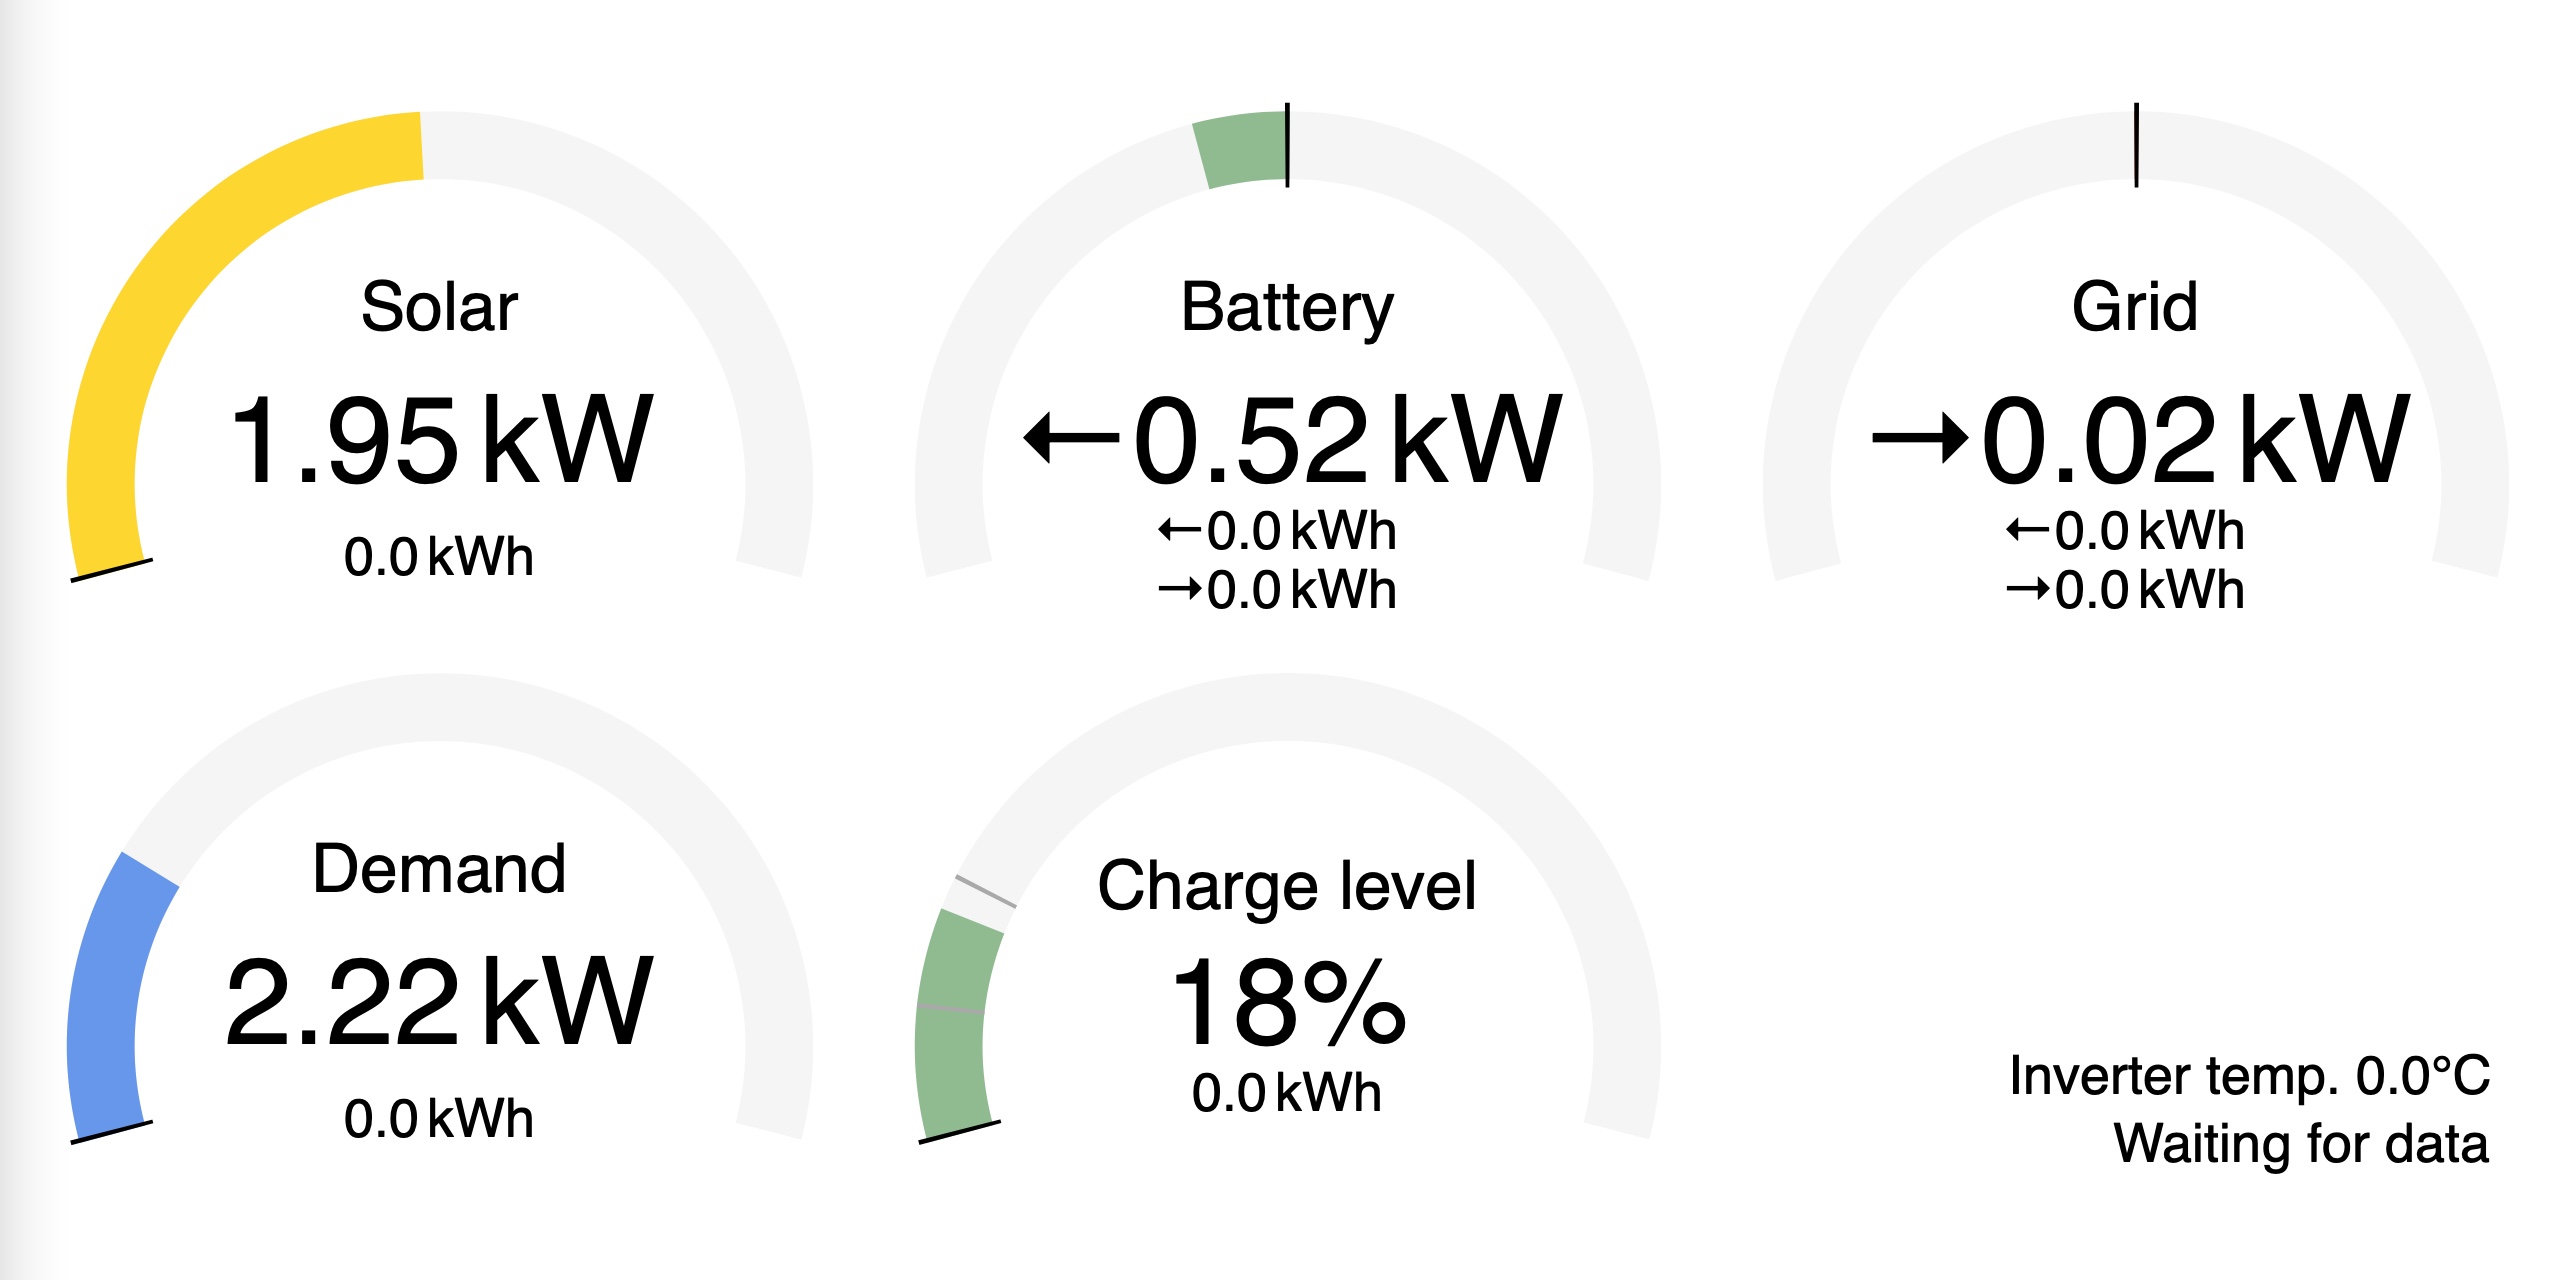 Solar
1.95 kW
0.0 kWh
Battery
←0.52 kW
←0.0 kWh
→0.0 kWh
Grid
→0.02 kW
←0.0 kWh
→0.0 kWh
Demand
2.22 kW
0.0 kWh
Charge level
18%
0.0 kWh
Inverter temp. 0.0°C
Waiting for data